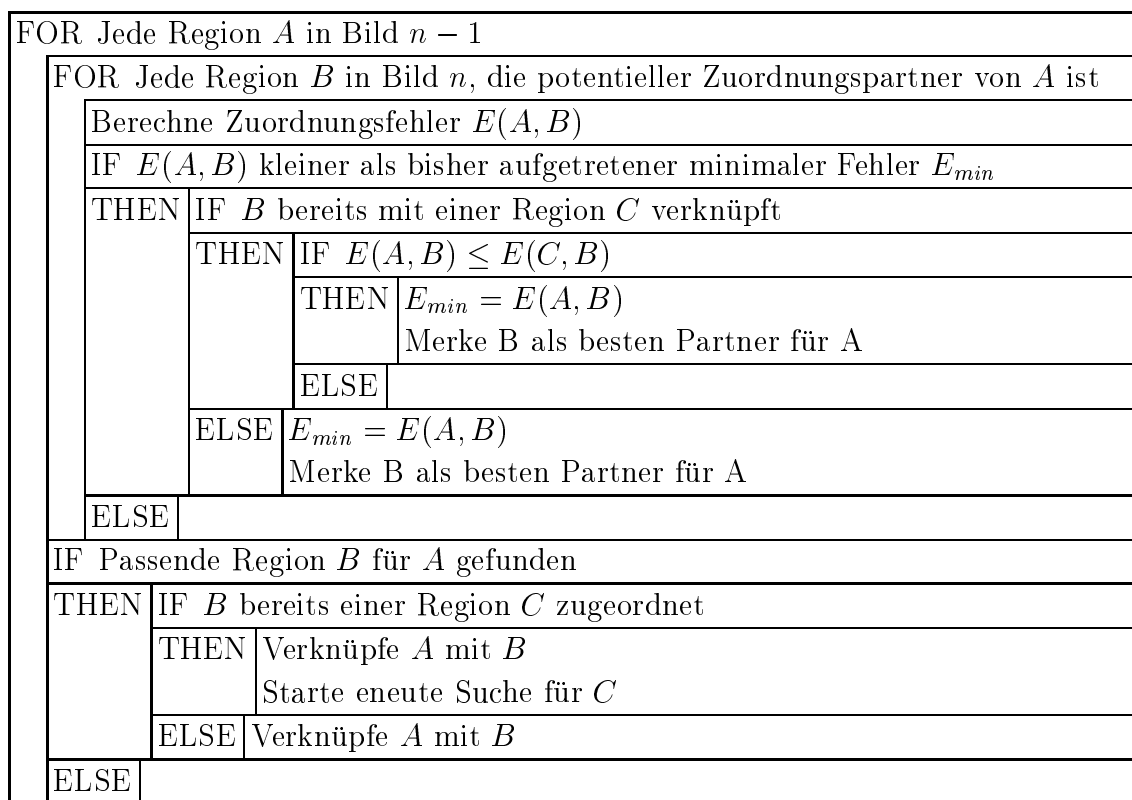 FOR Jede Region A in Bild n − 1
FOR Jede Region B in Bild n, die potentieller Zuordnungspartner von A ist
Berechne Zuordnungsfehler E(A, B)
IF E(A, B) kleiner als bisher aufgetretener minimaler Fehler E_min
THEN IF B bereits mit einer Region C verknüpft
THEN IF E(A, B) ≤ E(C, B)
THEN E_min = E(A, B)
Merke B als besten Partner für A
ELSE
ELSE E_min = E(A, B)
Merke B als besten Partner für A
ELSE
IF Passende Region B für A gefunden
THEN IF B bereits einer Region C zugeordnet
THEN Verknüpfe A mit B
Starte eneute Suche für C
ELSE Verknüpfe A mit B
ELSE